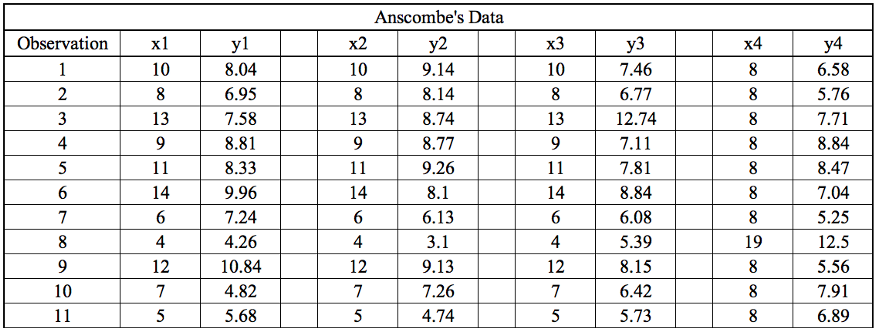 Anscombe's Data
Observation x1 y1 x2 y2 x3 y3 x4 y4
1 10 8.04 10 9.14 10 7.46 8 6.58
2 8 6.95 8 8.14 8 6.77 8 5.76
3 13 7.58 13 8.74 13 12.74 8 7.71
4 9 8.81 9 8.77 9 7.11 8 8.84
5 11 8.33 11 9.26 11 7.81 8 8.47
6 14 9.96 14 8.1 14 8.84 8 7.04
7 6 7.24 6 6.13 6 6.08 8 5.25
8 4 4.26 4 3.1 4 5.39 19 12.5
9 12 10.84 12 9.13 12 8.15 8 5.56
10 7 4.82 7 7.26 7 6.42 8 7.91
11 5 5.68 5 4.74 5 5.73 8 6.89